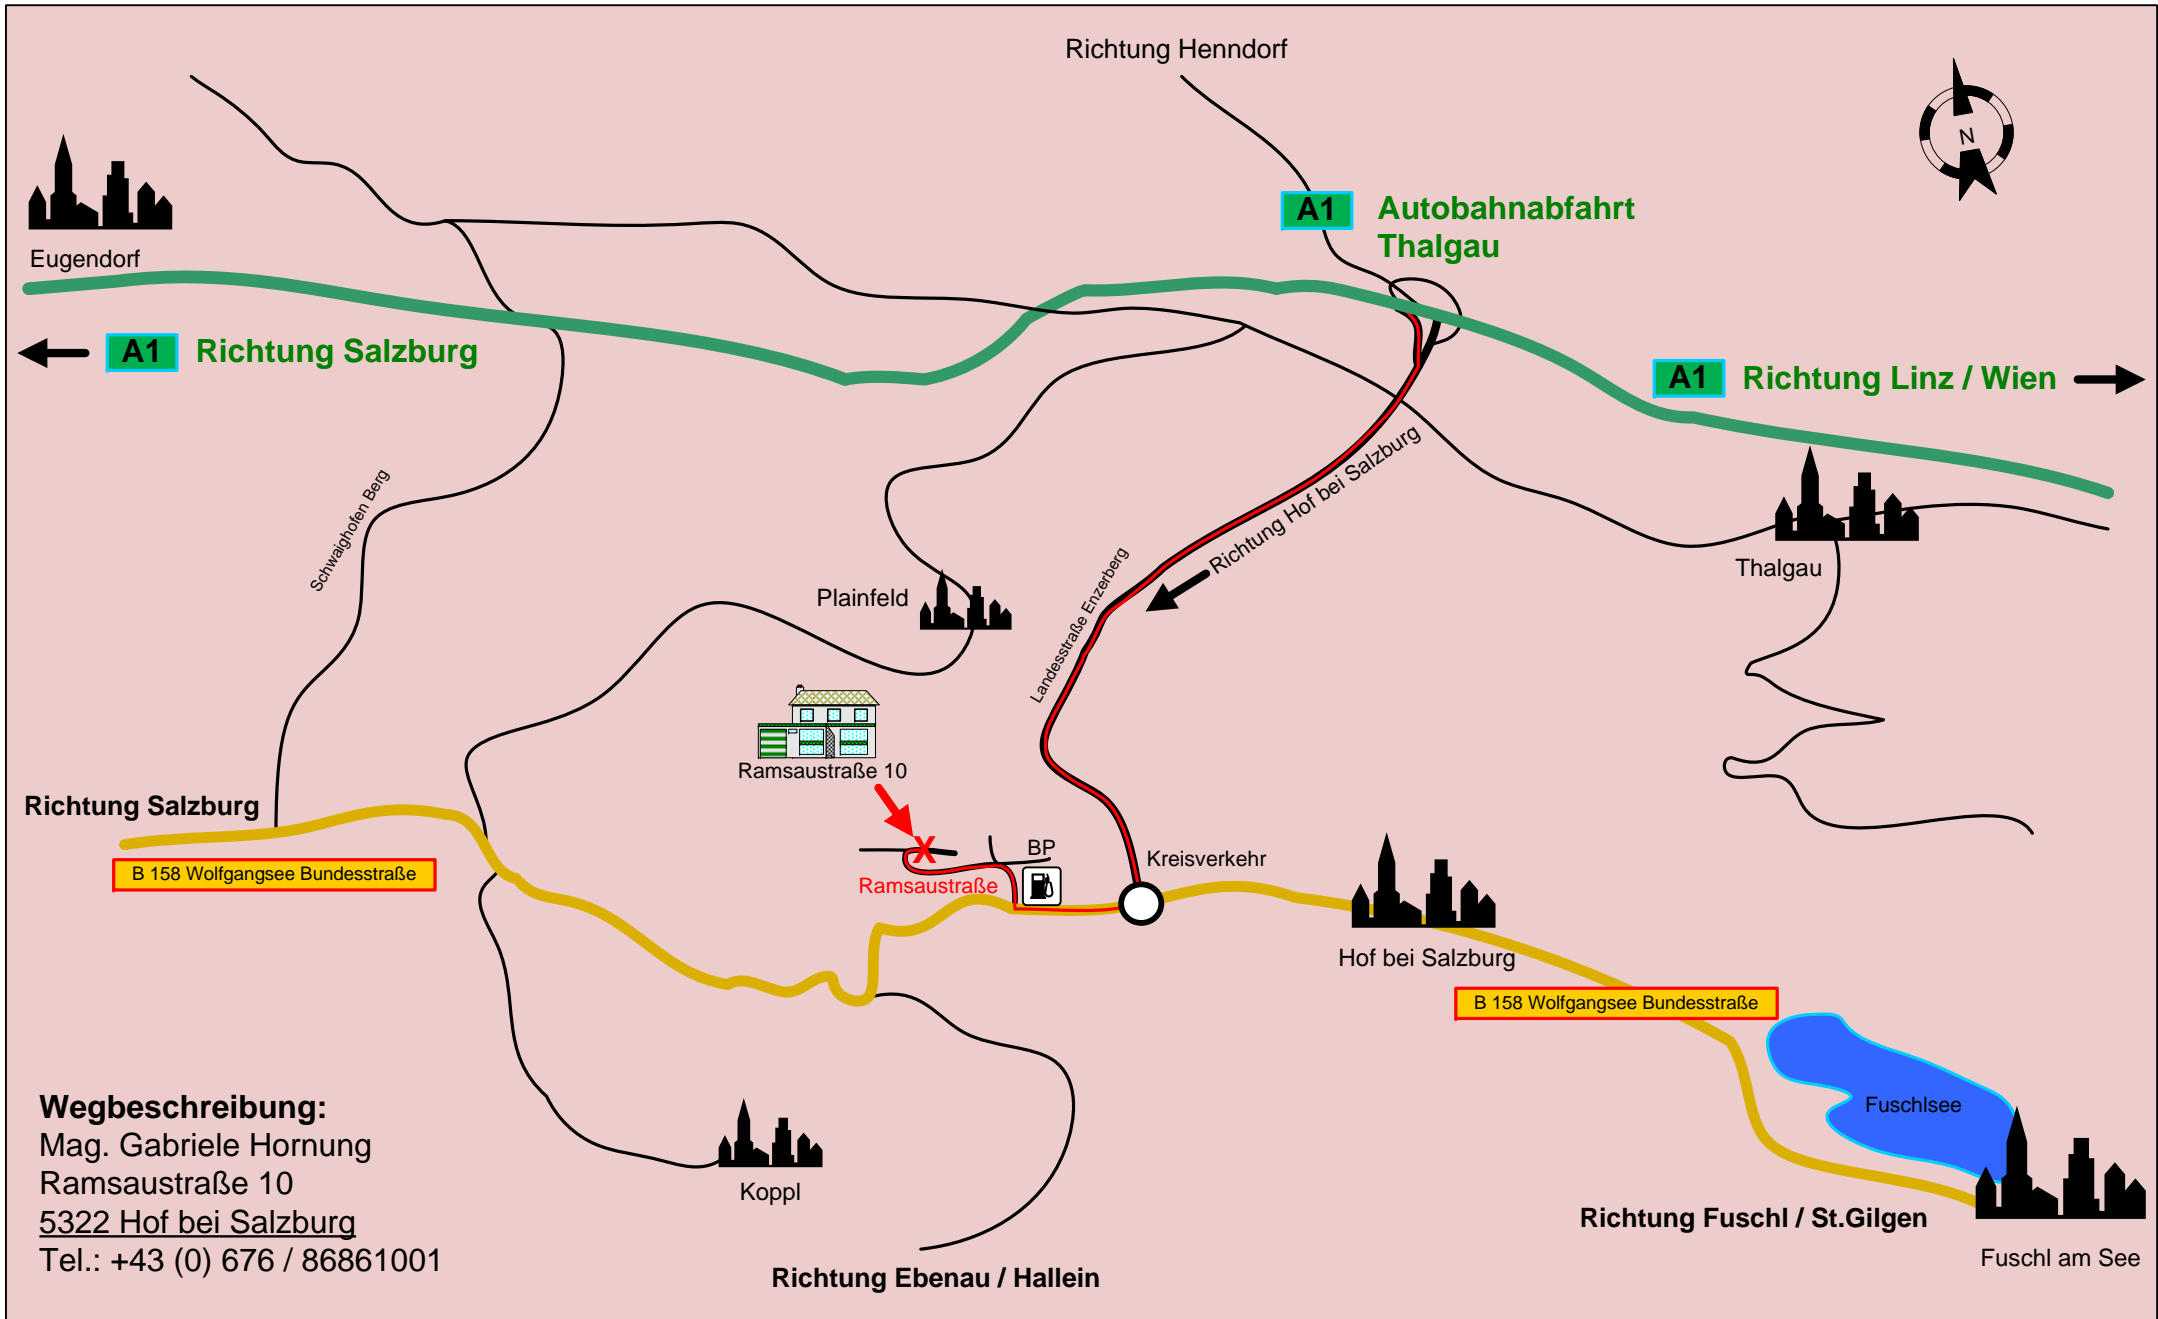 Richtung Henndorf
N
A1
Autobahnabfahrt
Thalgau
Eugendorf
A1 Richtung Salzburg
A1 Richtung Linz / Wien
Schwaighofen Berg
Richtung Hof bei Salzburg
Landesstraße Enzerberg
Thalgau
Plainfeld
Ramsaustraße 10
Richtung Salzburg
B 158 Wolfgangsee Bundesstraße
X
BP
Kreisverkehr
Ramsaustraße
Hof bei Salzburg
B 158 Wolfgangsee Bundesstraße
Fuschlsee
Wegbeschreibung:
Mag. Gabriele Hornung
Ramsaustraße 10
5322 Hof bei Salzburg
Tel.: +43 (0) 676 / 86861001
Koppl
Richtung Ebenau / Hallein
Richtung Fuschl / St.Gilgen
Fuschl am See